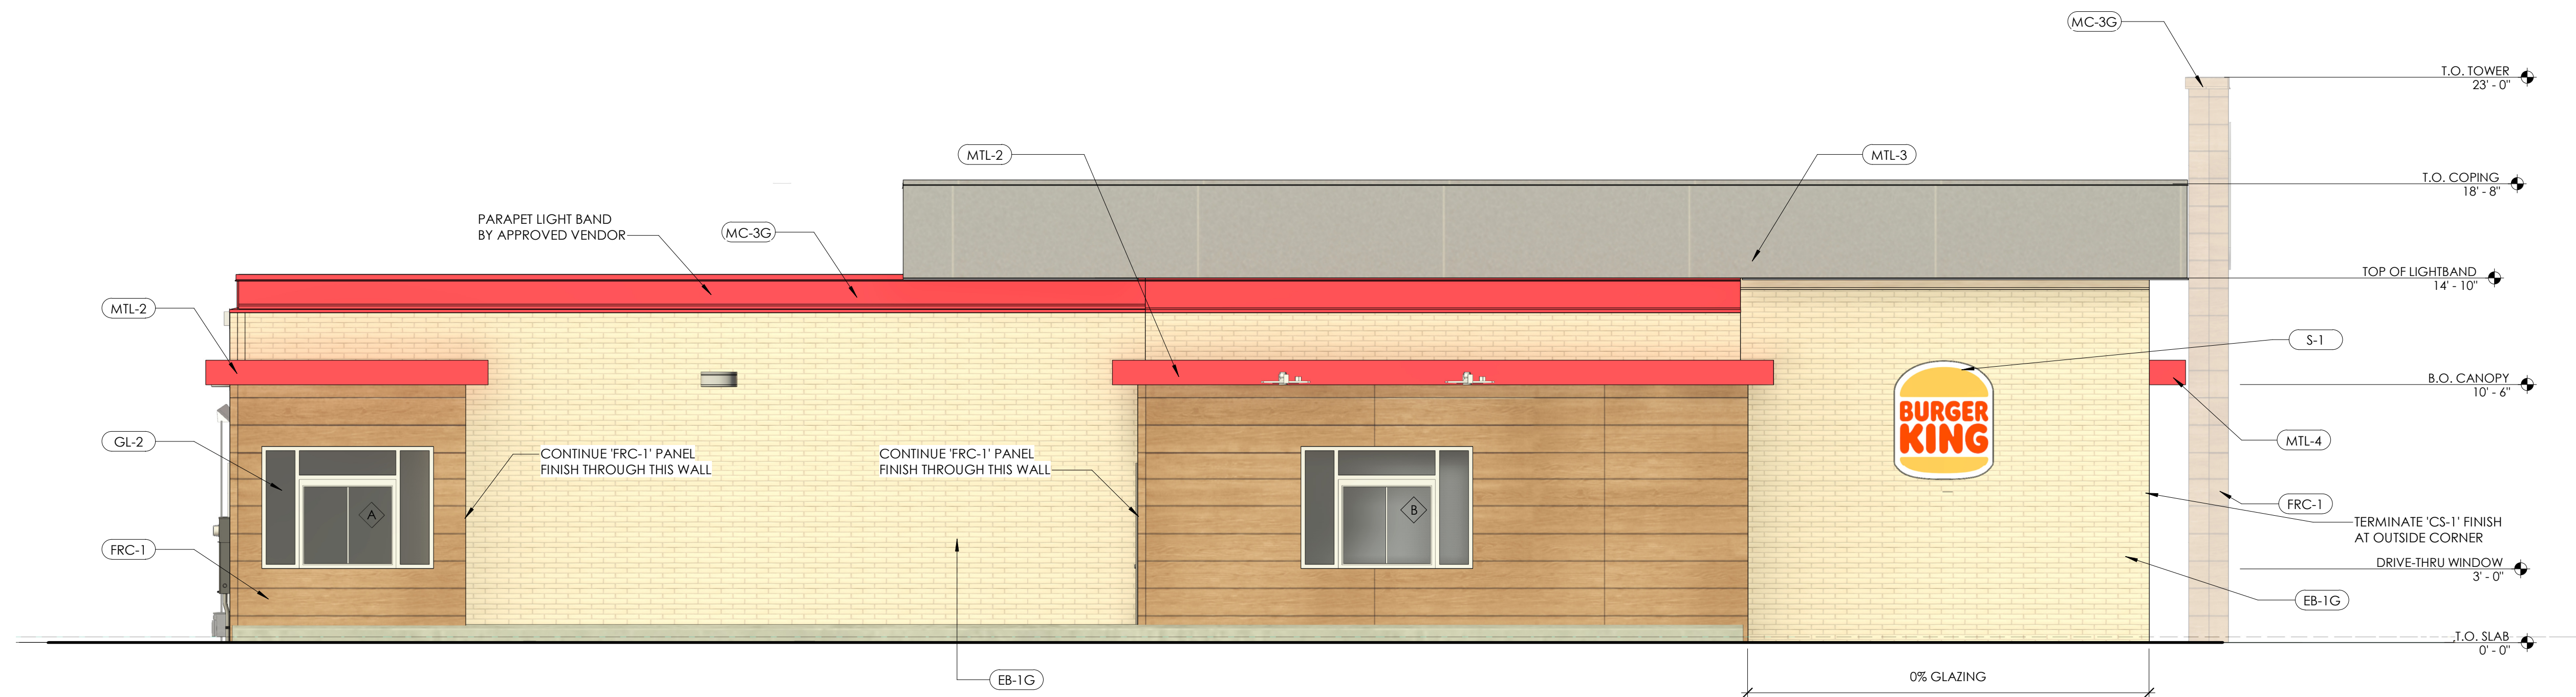 MC-3G
T.O. TOWER
23' - 0"
MTL-2
MTL-3
T.O. COPING
18' - 8"
PARAPET LIGHT BAND
BY APPROVED VENDOR
MC-3G
TOP OF LIGHTBAND
14' - 10"
MTL-2
S-1
B.O. CANOPY
10' - 6"
BURGER
KING
GL-2
MTL-4
CONTINUE 'FRC-1' PANEL
FINISH THROUGH THIS WALL
CONTINUE 'FRC-1' PANEL
FINISH THROUGH THIS WALL
A
B
FRC-1
TERMINATE 'CS-1' FINISH
AT OUTSIDE CORNER
FRC-1
DRIVE-THRU WINDOW
3' - 0"
EB-1G
T.O. SLAB
0' - 0"
EB-1G
0% GLAZING